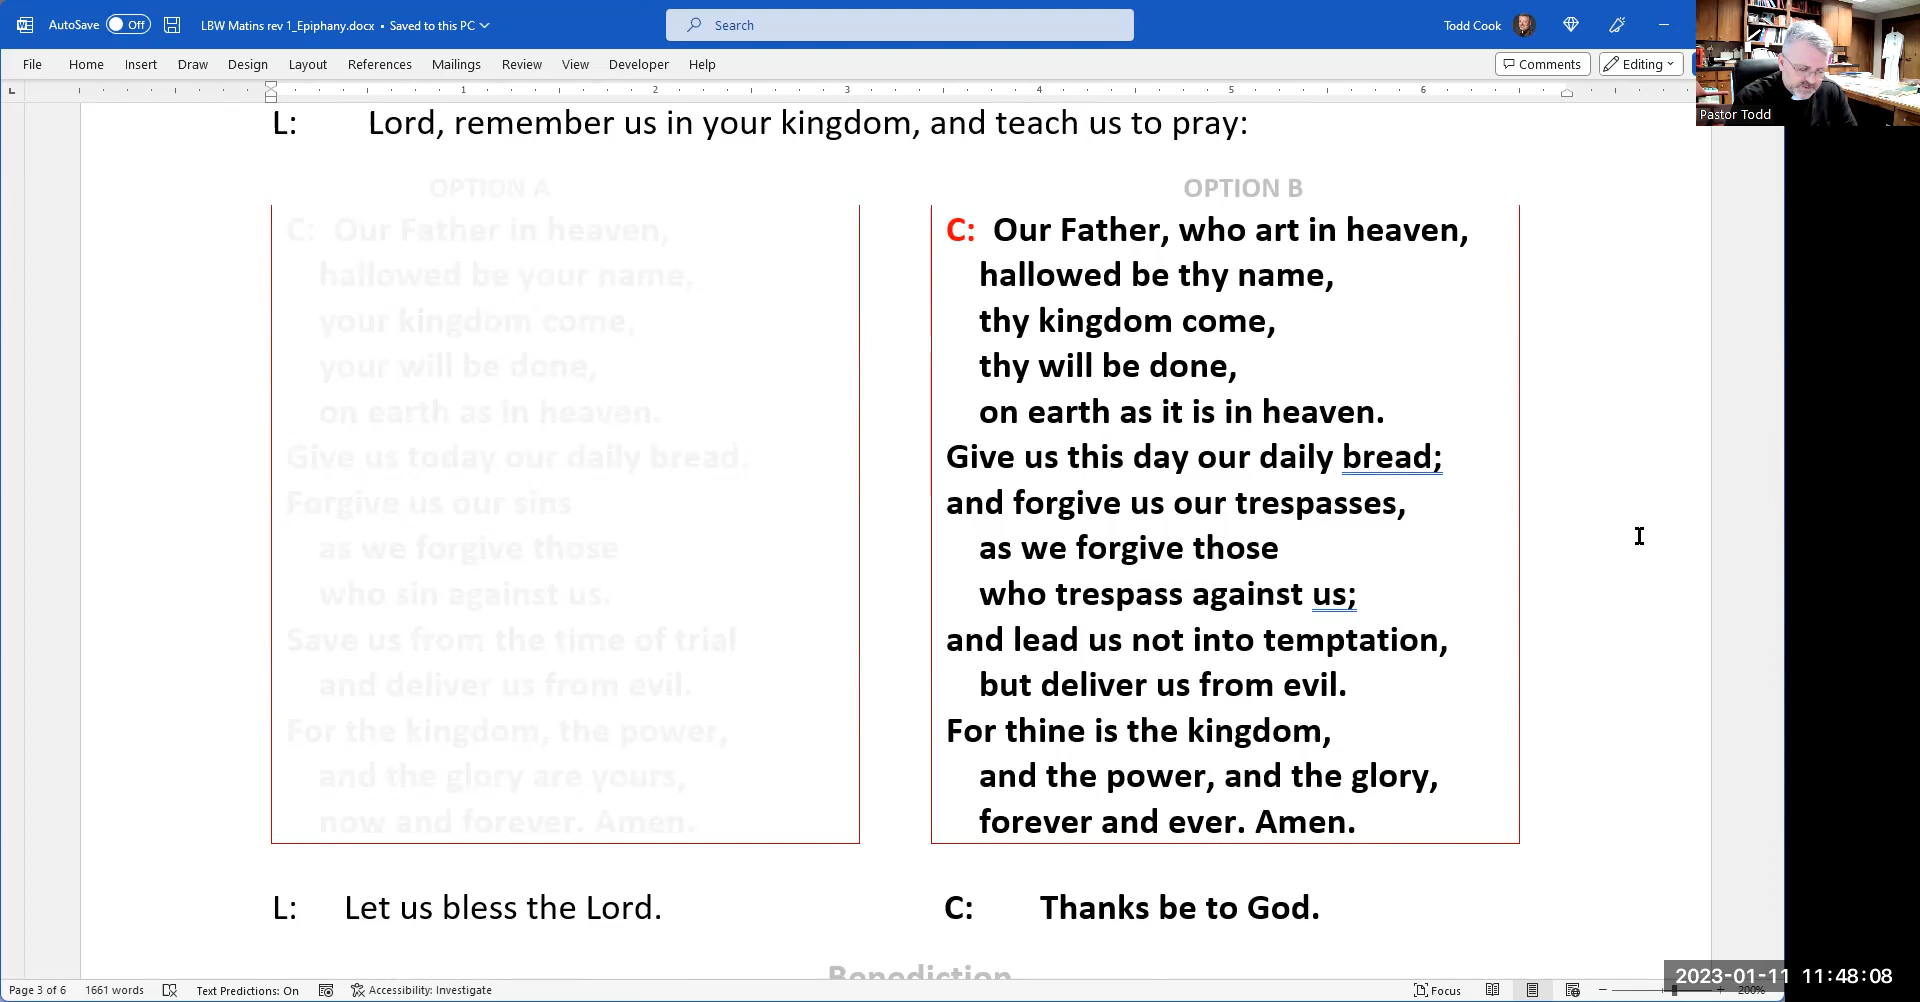 AutoSave Off LBW Matins rev 1_Epiphany.docx • Saved to this PC Search Todd Cook
File Home Insert Draw Design Layout References Mailings Review View Developer Help Comments Editing
1 2 3 4 5 6
Pastor Todd
L: Lord, remember us in your kingdom, and teach us to pray:
OPTION A
C: Our Father in heaven,
hallowed be your name,
your kingdom come,
your will be done,
on earth as in heaven.
Give us today our daily bread.
Forgive us our sins
as we forgive those
who sin against us.
Save us from the time of trial
and deliver us from evil.
For the kingdom, the power,
and the glory are yours,
now and forever. Amen.
OPTION B
C: Our Father, who art in heaven,
hallowed be thy name,
thy kingdom come,
thy will be done,
on earth as it is in heaven.
Give us this day our daily bread;
and forgive us our trespasses,
as we forgive those
who trespass against us;
and lead us not into temptation,
but deliver us from evil.
For thine is the kingdom,
and the power, and the glory,
forever and ever. Amen.
L: Let us bless the Lord. C: Thanks be to God.
Benediction
Page 3 of 6 1661 words Text Predictions: On Accessibility: Investigate Focus 200%
2023-01-11 11:48:08